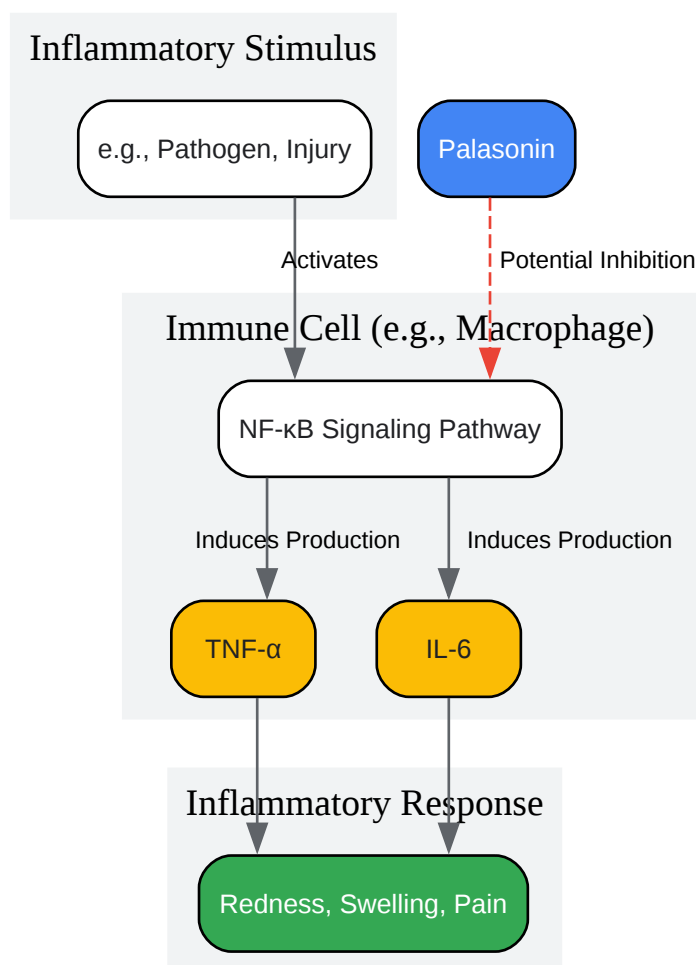 Inflammatory Stimulus
e.g., Pathogen, Injury
Palasonin
Activates
Potential Inhibition
Immune Cell (e.g., Macrophage)
NF-κB Signaling Pathway
Induces Production
Induces Production
TNF-α
IL-6
Inflammatory Response
Redness, Swelling, Pain